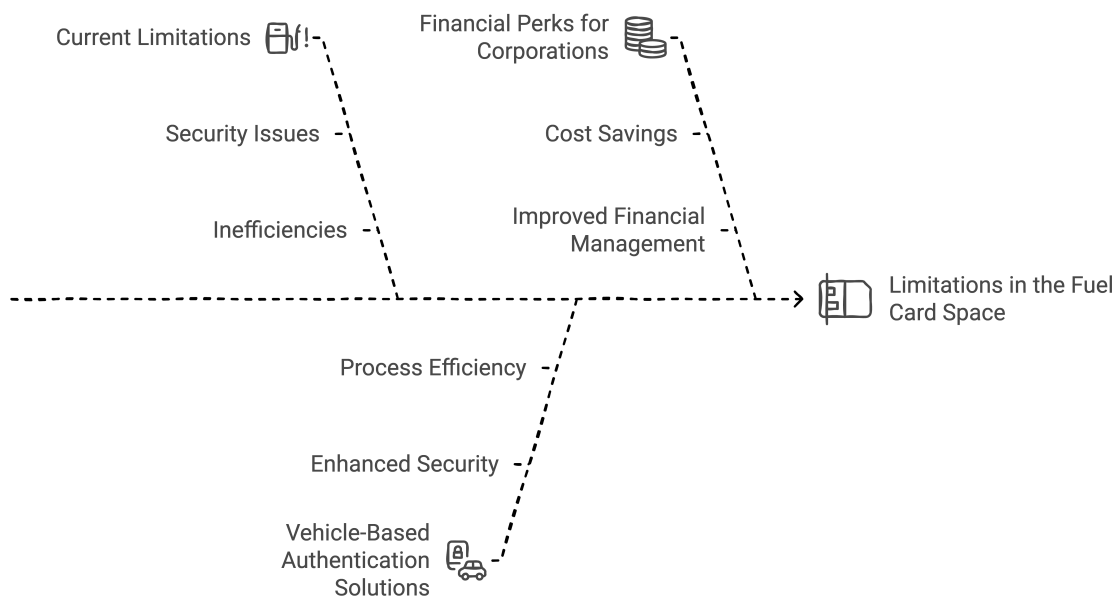 Current Limitations
Security Issues
Inefficiencies
Financial Perks for
Corporations
Cost Savings
Improved Financial
Management
Limitations in the Fuel
Card Space
Process Efficiency
Enhanced Security
Vehicle-Based
Authentication
Solutions